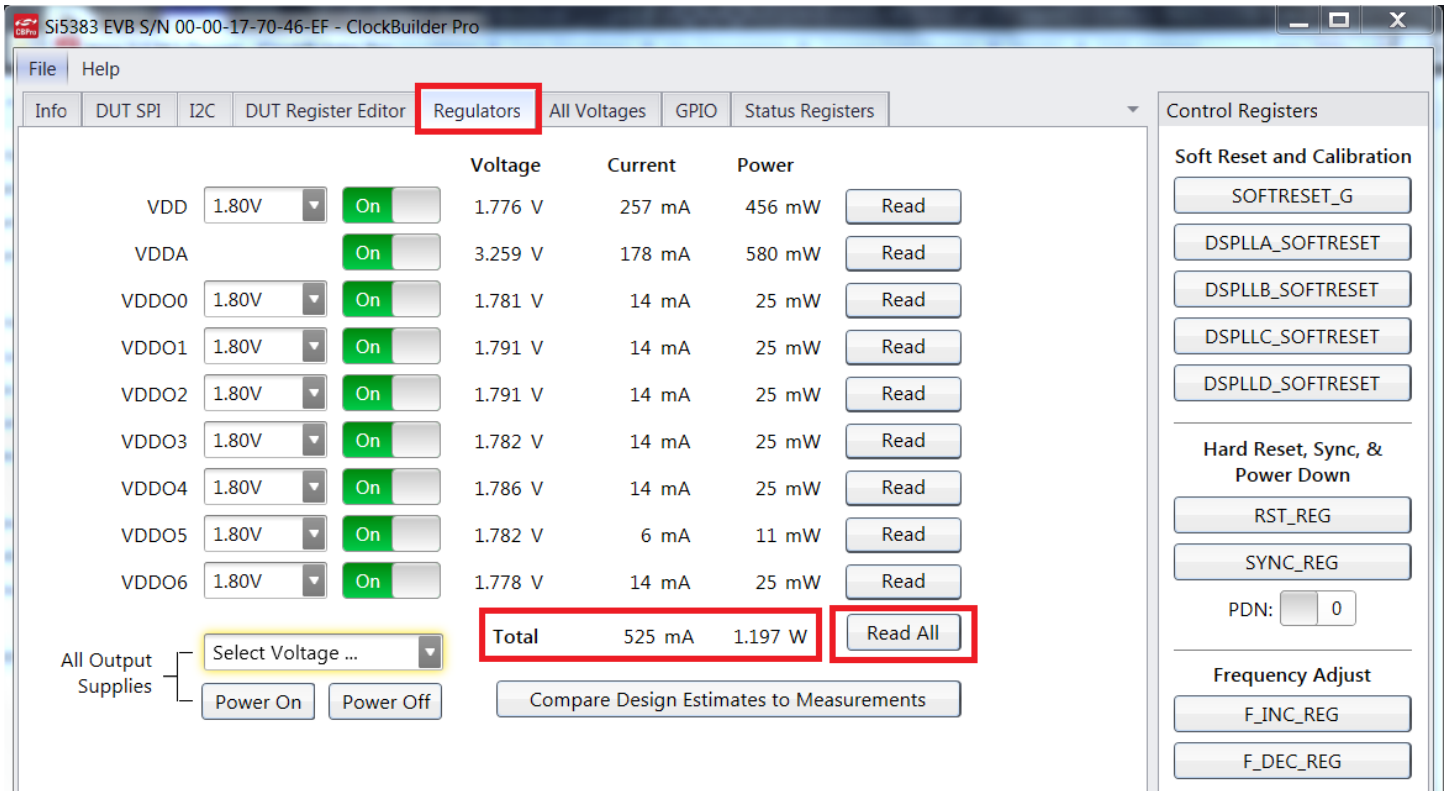 CBPro Si5383 EVB S/N 00-00-17-70-46-EF - ClockBuilder Pro X
File Help
Info DUT SPI I2C DUT Register Editor Regulators All Voltages GPIO Status Registers
Voltage Current Power
VDD 1.80V On 1.776 V 257 mA 456 mW Read
VDDA On 3.259 V 178 mA 580 mW Read
VDDO0 1.80V On 1.781 V 14 mA 25 mW Read
VDDO1 1.80V On 1.791 V 14 mA 25 mW Read
VDDO2 1.80V On 1.791 V 14 mA 25 mW Read
VDDO3 1.80V On 1.782 V 14 mA 25 mW Read
VDDO4 1.80V On 1.786 V 14 mA 25 mW Read
VDDO5 1.80V On 1.782 V 6 mA 11 mW Read
VDDO6 1.80V On 1.778 V 14 mA 25 mW Read
Total 525 mA 1.197 W Read All
All Output
Supplies
Select Voltage ...
Power On Power Off
Compare Design Estimates to Measurements
Control Registers
Soft Reset and Calibration
SOFTRESET_G
DSPLLA_SOFTRESET
DSPLLB_SOFTRESET
DSPLLC_SOFTRESET
DSPLLD_SOFTRESET
Hard Reset, Sync, &
Power Down
RST_REG
SYNC_REG
PDN: 0
Frequency Adjust
F_INC_REG
F_DEC_REG